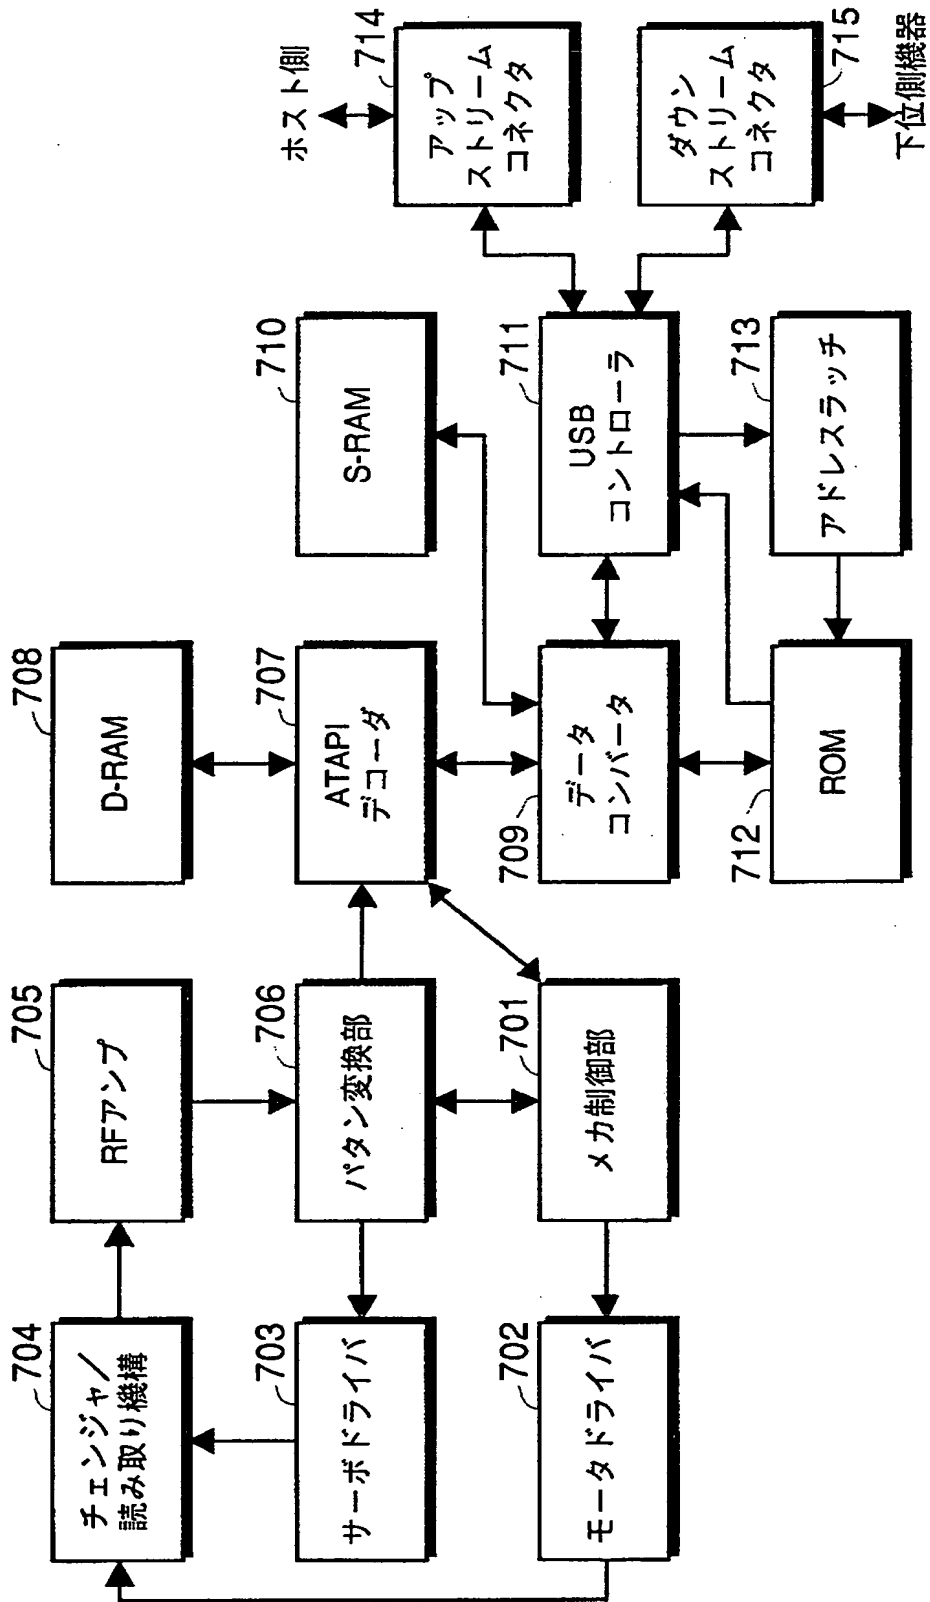 704
チェンジャ／
読み取り機構
705
RFアンプ
708
D-RAM
703
サーボドライバ
706
パタン変換部
707
ATAPI
デコーダ
710
S-RAM
ホスト側
714
アップ
ストリーム
コネクタ
702
モータドライバ
701
メカ制御部
709
データ
コンバータ
711
USB
コントローラ
ダウン
ストリーム
コネクタ
715
下位側機器
712
ROM
713
アドレスラッチ